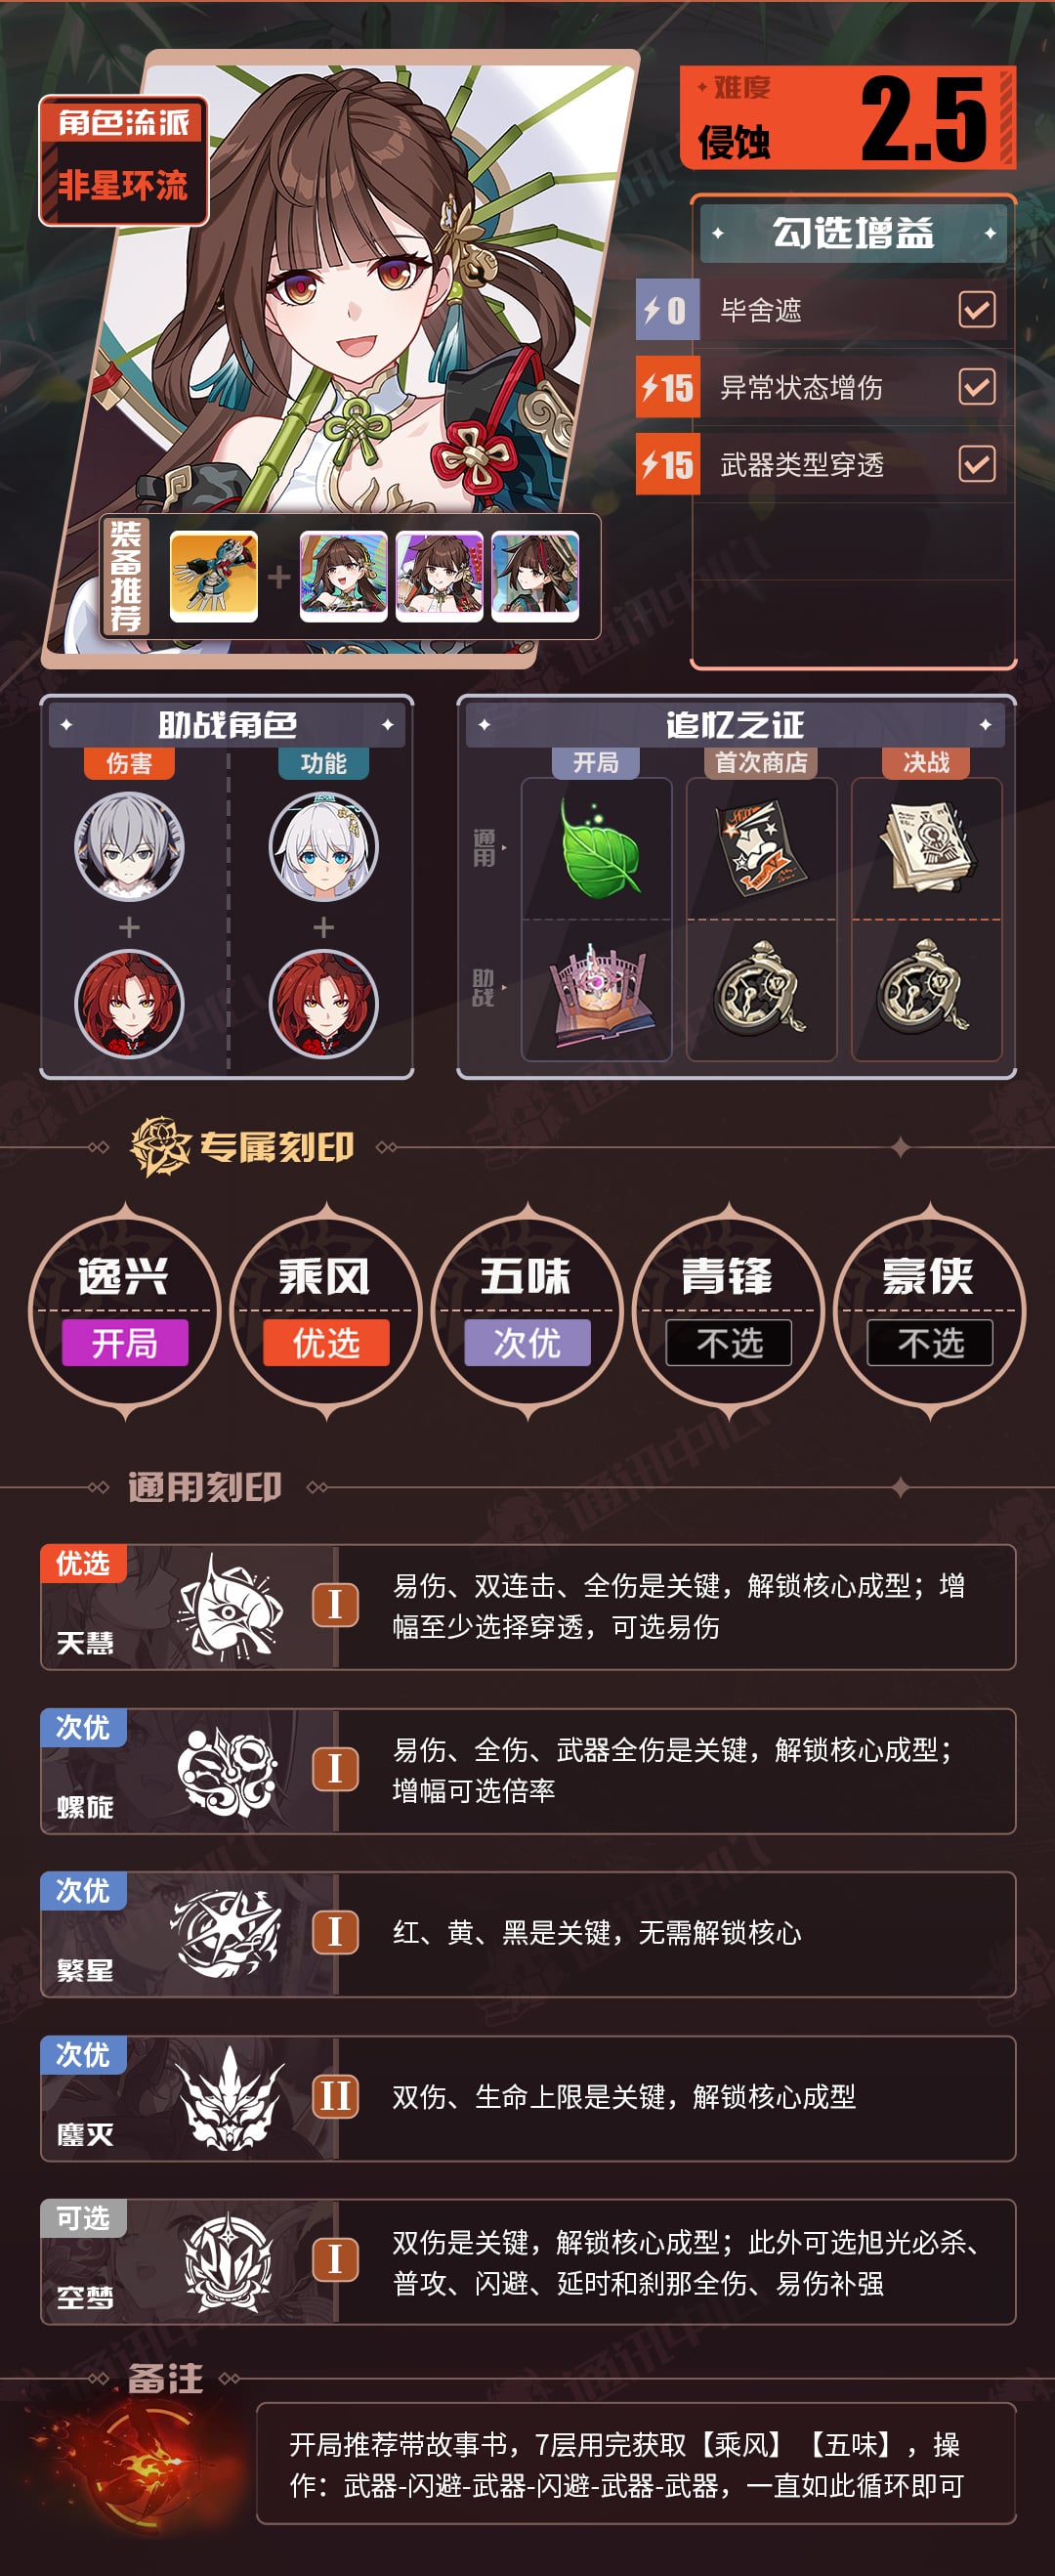 角色流派
非星环流
难度
侵蚀
2.5
勾选增益
0
毕舍遮
15
异常状态增伤
15
武器类型穿透
装备推荐
助战角色
伤害
功能
追忆之证
开局
首次商店
决战
通用
助战
专属刻印
逸兴
开局
乘风
优选
五味
次优
青锋
不选
豪侠
不选
通用刻印
优选
天慧
I
易伤、双连击、全伤是关键，解锁核心成型；增
幅至少选择穿透，可选易伤
次优
螺旋
I
易伤、全伤、武器全伤是关键，解锁核心成型；
增幅可选倍率
次优
繁星
I
红、黄、黑是关键，无需解锁核心
次优
鏖灭
II
双伤、生命上限是关键，解锁核心成型
可选
空梦
I
双伤是关键，解锁核心成型；此外可选旭光必杀、
普攻、闪避、延时和刹那全伤、易伤补强
备注
开局推荐带故事书，7层用完获取【乘风】【五味】，操
作：武器-闪避-武器-闪避-武器-武器，一直如此循环即可
通讯中心